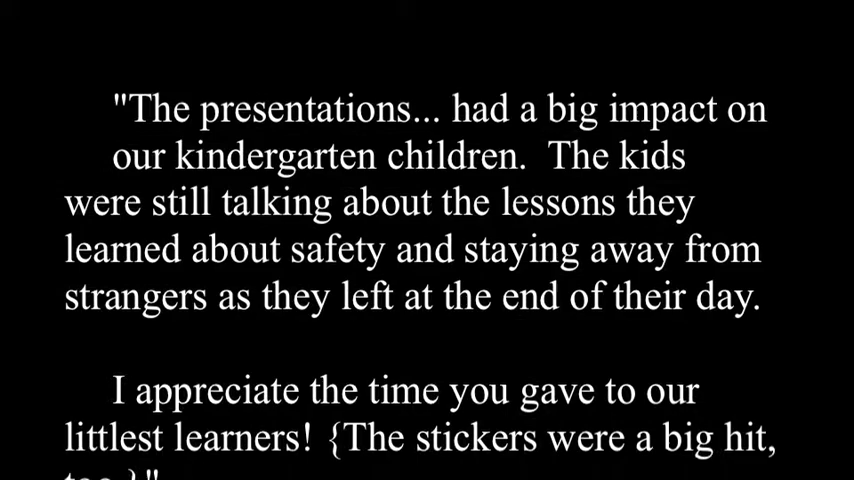 "The presentations... had a big impact on
our kindergarten children.  The kids
were still talking about the lessons they
learned about safety and staying away from
strangers as they left at the end of their day.
I appreciate the time you gave to our
littlest learners! {The stickers were a big hit,
too.}"